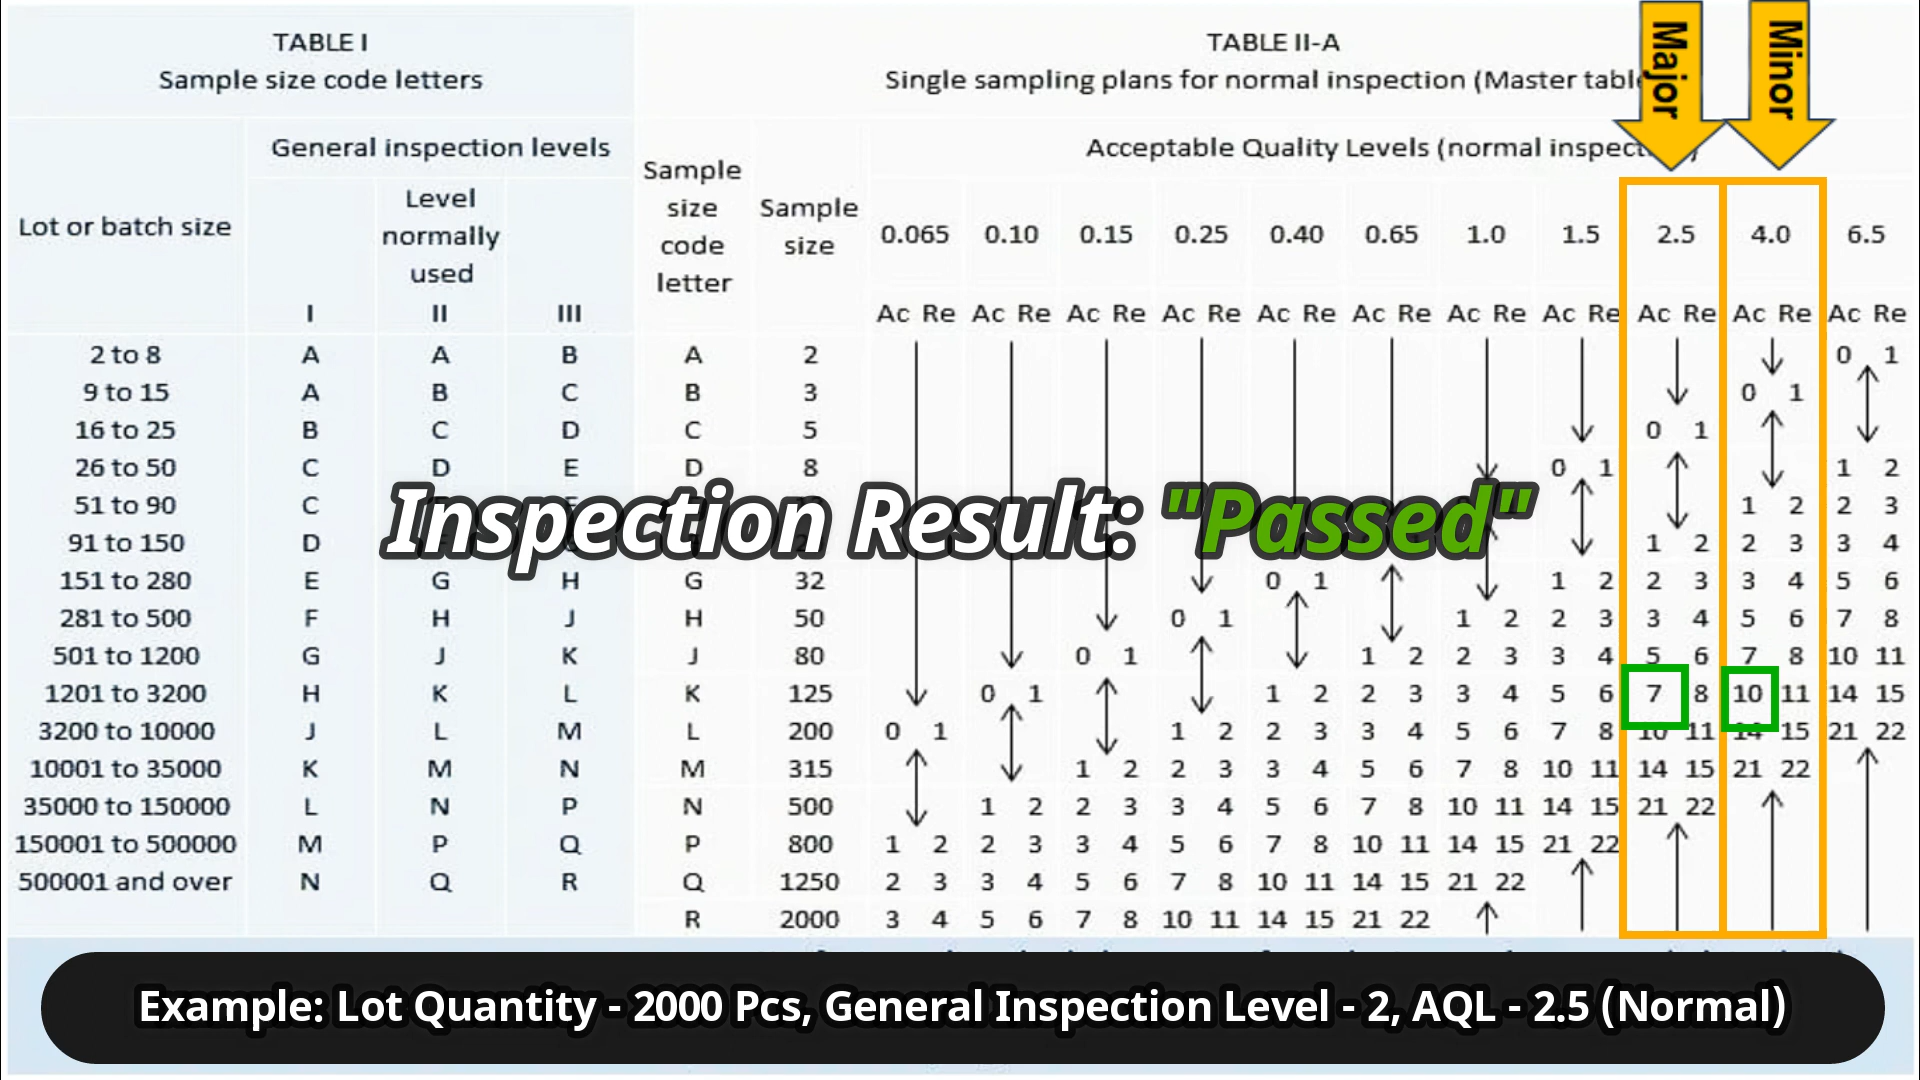 Major
Minor
TABLE I
Sample size code letters
TABLE II-A
Single sampling plans for normal inspection (Master
Lot or batch size
General inspection levels
Level
normally
used
I II III
Sample
size
code
letter
Sample
size
Acceptable Quality Levels (normal
0.065 0.10 0.15 0.25 0.40 0.65 1.0 1.5 2.5 4.0 6.5
Ac Re Ac Re Ac Re Ac Re Ac Re Ac Re Ac Re Ac Re Ac Re Ac Re Ac Re
2 to 8 A A B A 2 0 1
9 to 15 A B C B 3 0 1
16 to 25 B C D C 5 0 1
26 to 50 C D E D 8 0 1 1 2
51 to 90 C 1 2 2 3
Inspection Result: "Passed"
91 to 150 D 1 2 2 3 3 4
151 to 280 E G H G 32 0 1 1 2 2 3 3 4 5 6
281 to 500 F H J H 50 0 1 1 2 2 3 3 4 5 6 7 8
501 to 1200 G J K J 80 0 1 1 2 2 3 3 4 5 6 7 8 10 11
1201 to 3200 H K L K 125 0 1 1 2 2 3 3 4 5 6 7 8 10 11 14 15
3200 to 10000 J L M L 200 0 1 1 2 2 3 3 4 5 6 7 8 10 11 14 15 21 22
10001 to 35000 K M N M 315 1 2 2 3 3 4 5 6 7 8 10 11 14 15 21 22
35000 to 150000 L N P N 500 1 2 2 3 3 4 5 6 7 8 10 11 14 15 21 22
150001 to 500000 M P Q P 800 1 2 2 3 3 4 5 6 7 8 10 11 14 15 21 22
500001 and over N Q R Q 1250 2 3 3 4 5 6 7 8 10 11 14 15 21 22
R 2000 3 4 5 6 7 8 10 11 14 15 21 22
Example: Lot Quantity - 2000 Pcs, General Inspection Level - 2, AQL - 2.5 (Normal)